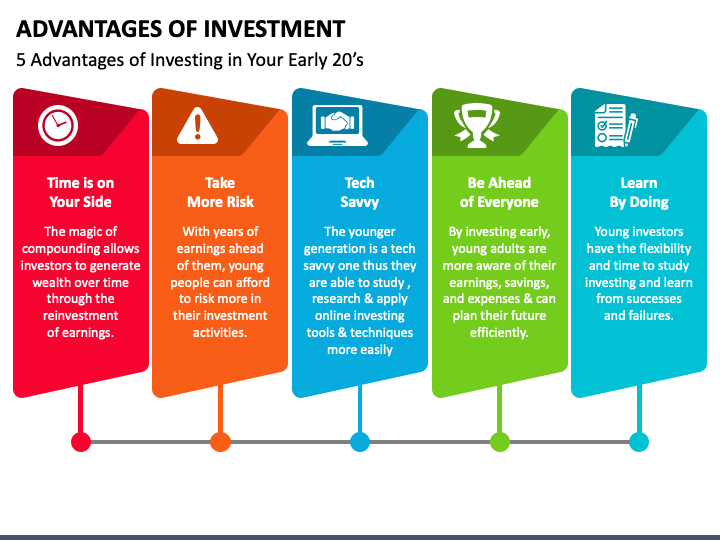 ADVANTAGES OF INVESTMENT
5 Advantages of Investing in Your Early 20's
Time is on
Your Side
The magic of
compounding allows
investors to generate
wealth over time
through the
reinvestment
of earnings.
Take
More Risk
With years of
earnings ahead
of them, young
people can afford
to risk more in
their investment
activities.
Tech
Savvy
The younger
generation is a tech
savvy one thus they
are able to study ,
research & apply
online investing
tools & techniques
more easily
Be Ahead
of Everyone
By investing early,
young adults are
more aware of their
earnings, savings,
and expenses & can
plan their future
efficiently.
Learn
By Doing
Young investors
have the flexibility
and time to study
investing and learn
from successes
and failures.